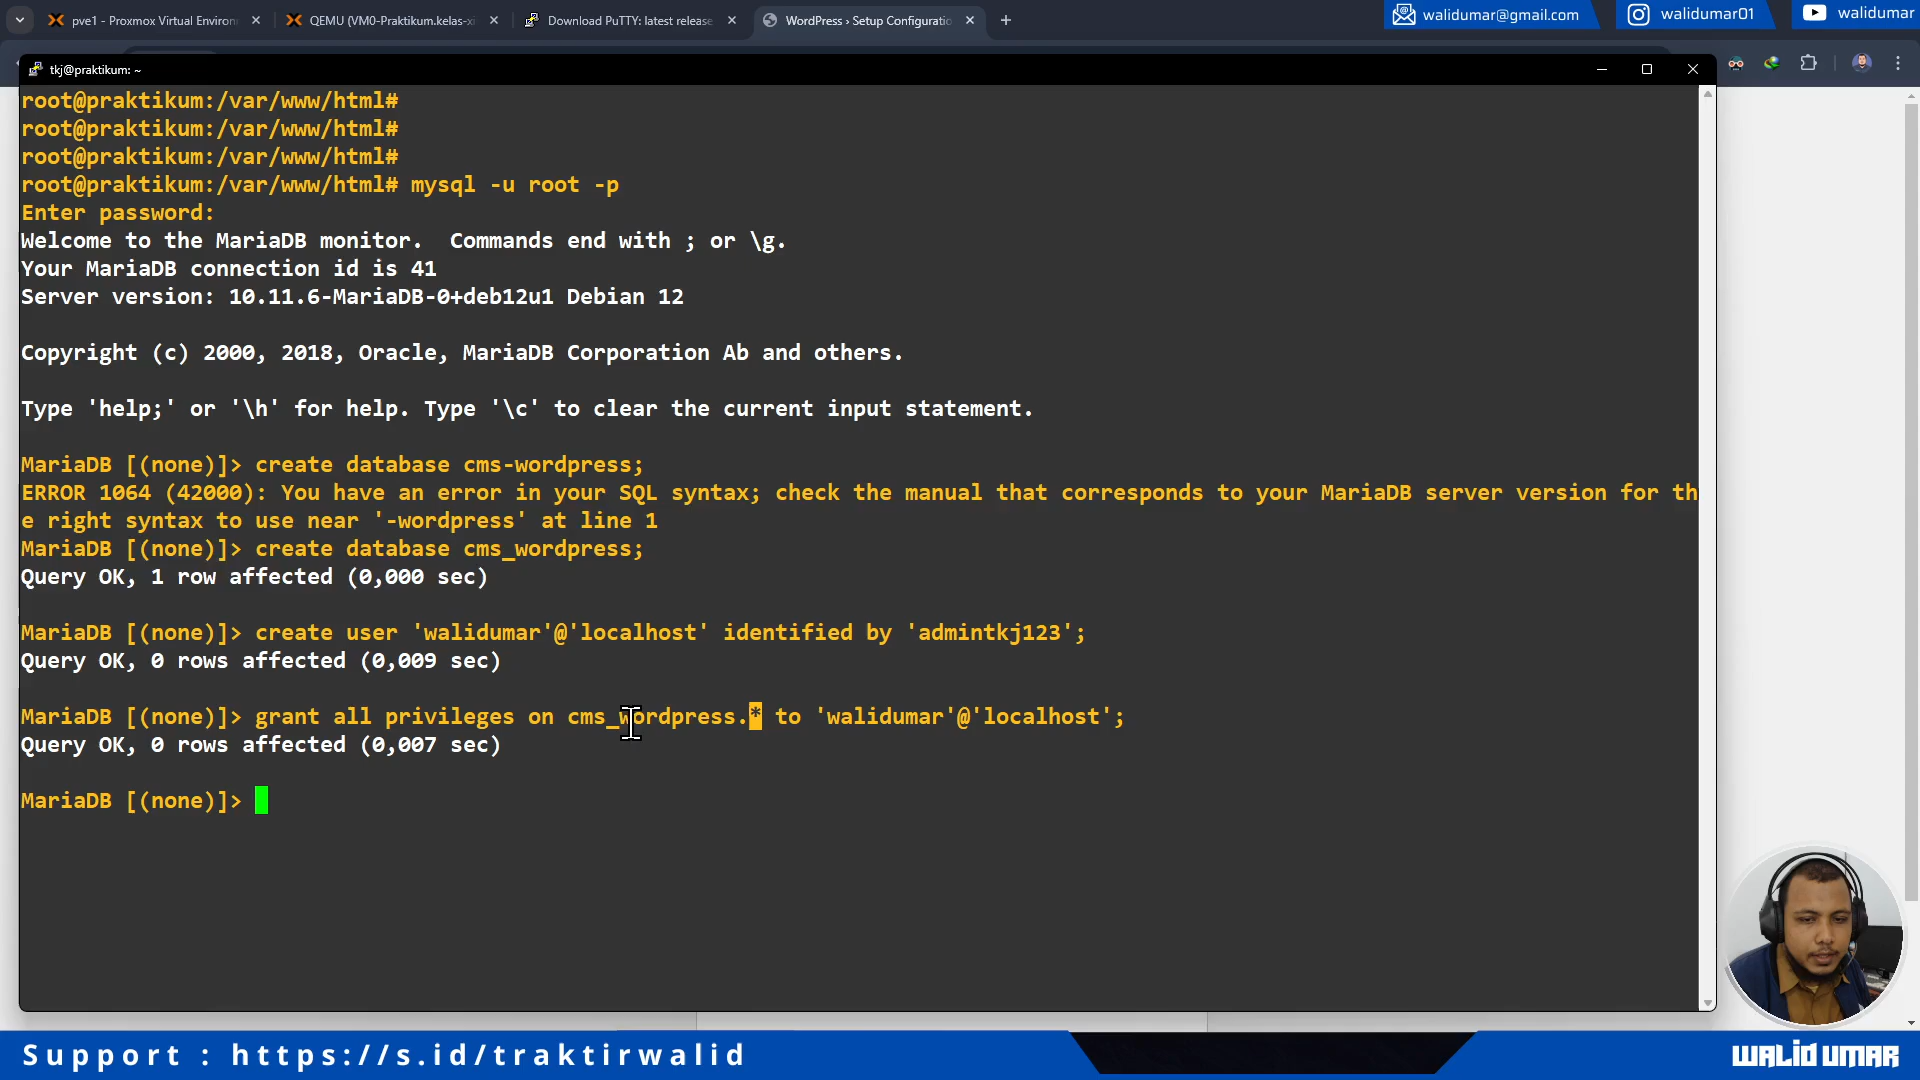 pve1 - Proxmox Virtual Environ
QEMU (VM0-Praktikum.kelas-xi
Download PuTTY: latest release
WordPress › Setup Configuratio
walidumar@gmail.com
walidumar01
walidumar
tkj@praktikum: ~
root@praktikum:/var/www/html#
root@praktikum:/var/www/html#
root@praktikum:/var/www/html#
root@praktikum:/var/www/html# mysql -u root -p
Enter password:
Welcome to the MariaDB monitor.  Commands end with ; or \g.
Your MariaDB connection id is 41
Server version: 10.11.6-MariaDB-0+deb12u1 Debian 12
Copyright (c) 2000, 2018, Oracle, MariaDB Corporation Ab and others.
Type 'help;' or '\h' for help. Type '\c' to clear the current input statement.
MariaDB [(none)]> create database cms-wordpress;
ERROR 1064 (42000): You have an error in your SQL syntax; check the manual that corresponds to your MariaDB server version for th
e right syntax to use near '-wordpress' at line 1
MariaDB [(none)]> create database cms_wordpress;
Query OK, 1 row affected (0,000 sec)
MariaDB [(none)]> create user 'walidumar'@'localhost' identified by 'admintkj123';
Query OK, 0 rows affected (0,009 sec)
MariaDB [(none)]> grant all privileges on cms_wordpress.* to 'walidumar'@'localhost';
Query OK, 0 rows affected (0,007 sec)
MariaDB [(none)]>
Support : https://s.id/traktirwalid
WALID UMAR